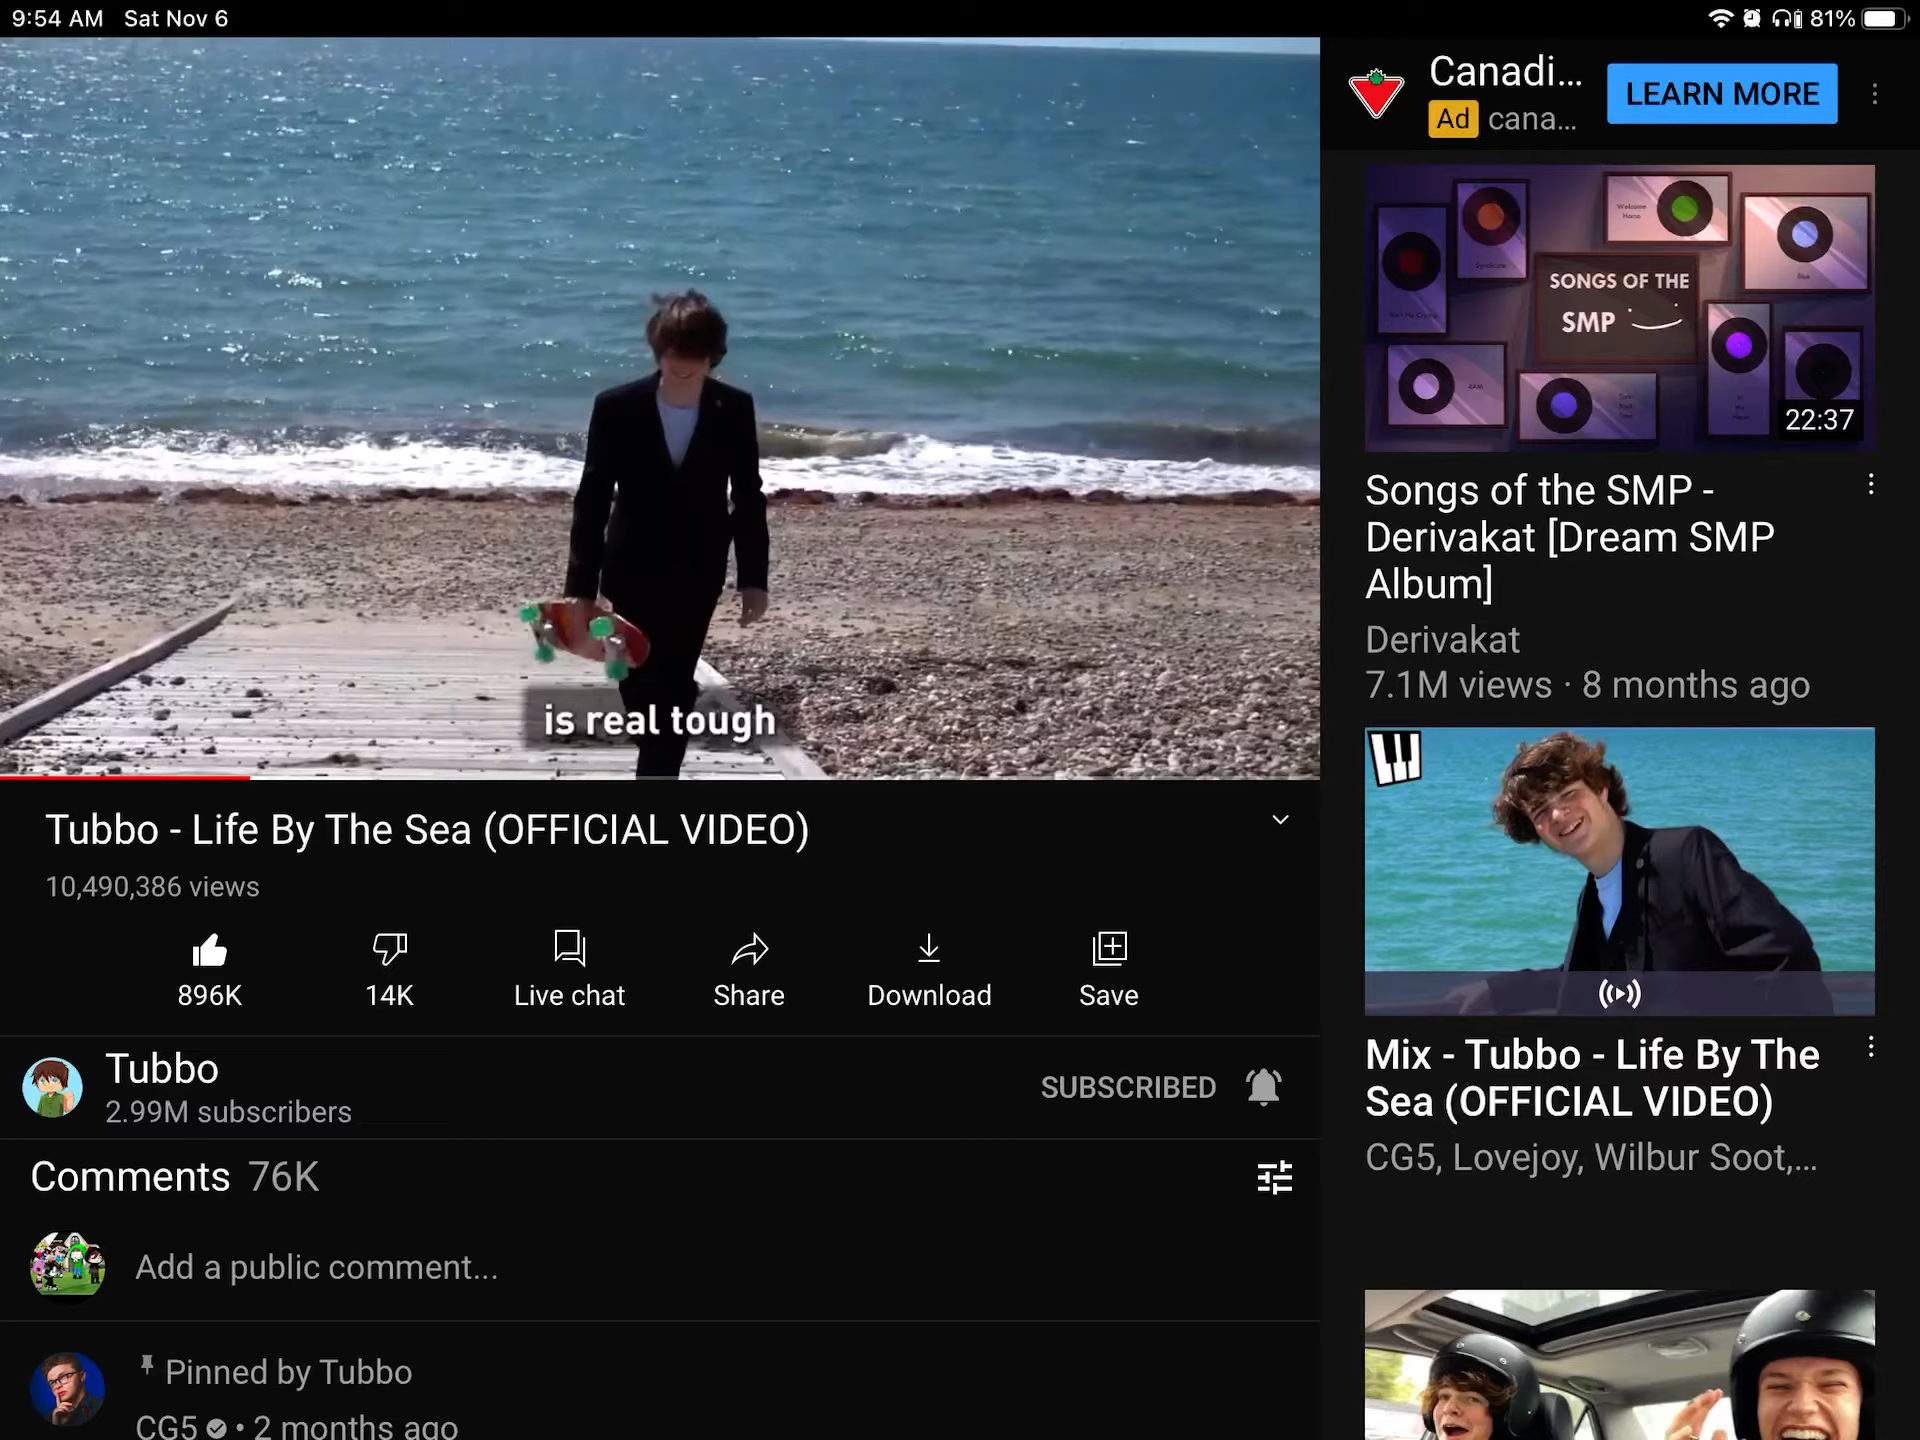 9:54 AM Sat Nov 6
81%
is real tough
Tubbo - Life By The Sea (OFFICIAL VIDEO)
10,490,386 views
896K
14K
Live chat
Share
Download
Save
Tubbo
2.99M subscribers
SUBSCRIBED
Comments 76K
Add a public comment...
Pinned by Tubbo
CG5 • 2 months ago
Canadi...
Ad cana...
LEARN MORE
Welcome
Home
Syndicate
Blue
SONGS OF THE
SMP
22:37
Songs of the SMP -
Derivakat [Dream SMP
Album]
Derivakat
7.1M views · 8 months ago
Mix - Tubbo - Life By The
Sea (OFFICIAL VIDEO)
CG5, Lovejoy, Wilbur Soot,...